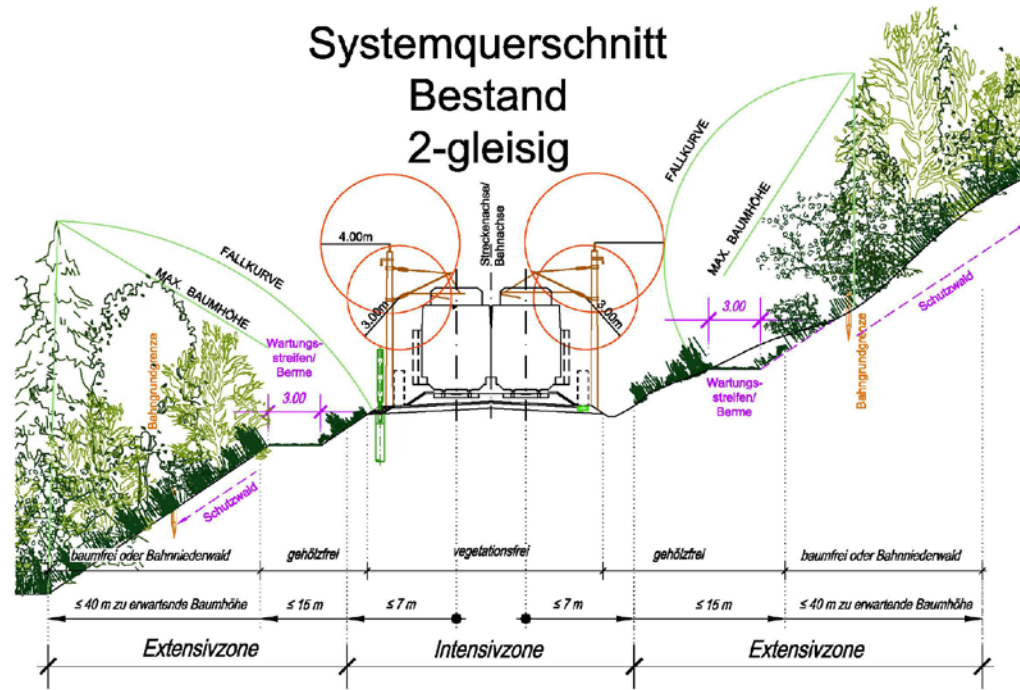 Systemquerschnitt
Bestand
2-gleisig
FALLKURVE
MAX. BAUMHÖHE
Bahngrundgrenze
Wartungs-
streifen/
Berme
3.00
Schutzwald
4.00m
3.00m
Streckenachse/
Bahnachse
3.00m
FALLKURVE
MAX. BAUMHÖHE
3.00
Wartungs-
streifen/
Berme
Bahngrundgrenze
Schutzwald
baumfrei oder Bahnniederwald
gehölzfrei
vegetationsfrei
gehölzfrei
baumfrei oder Bahnniederwald
≤ 40 m zu erwartende Baumhöhe
≤ 15 m
≤ 7 m
≤ 7 m
≤ 15 m
≤ 40 m zu erwartende Baumhöhe
Extensivzone
Intensivzone
Extensivzone